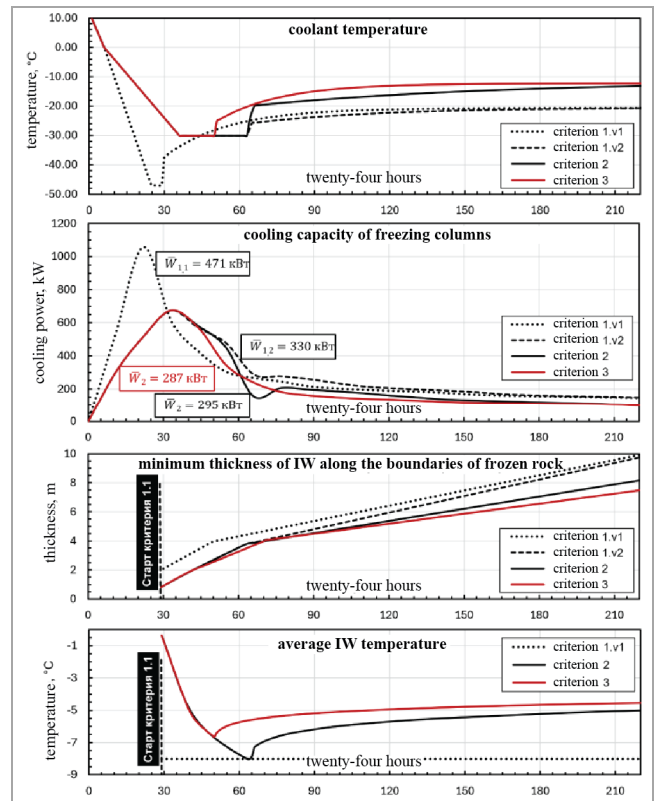 coolant temperature
temperature, °C
10.00
0.00
-10.00
-20.00
-30.00
-40.00
-50.00
criterion 1.v1
criterion 1.v2
criterion 2
criterion 3
twenty-four hours
0 30 60 90 120 150 180 210
cooling capacity of freezing columns
cooling power, kW
1200
1000
800
600
400
200
0
W̅₁,₁ = 471 кВт
W̅₁,₂ = 330 кВт
W̅₂ = 287 кВт
W̅₂ = 295 кВт
criterion 1.v1
criterion 1.v2
criterion 2
criterion 3
twenty-four hours
0 30 60 90 120 150 180 210
minimum thickness of IW along the boundaries of frozen rock
thickness, m
10
8
6
4
2
0
Старт критерия 1.1
criterion 1.v1
criterion 1.v2
criterion 2
criterion 3
twenty-four hours
0 30 60 90 120 150 180 210
average IW temperature
temperature, °C
-1
-3
-5
-7
-9
Старт критерия 1.1
criterion 1.v1
criterion 2
criterion 3
twenty-four hours
0 30 60 90 120 150 180 210